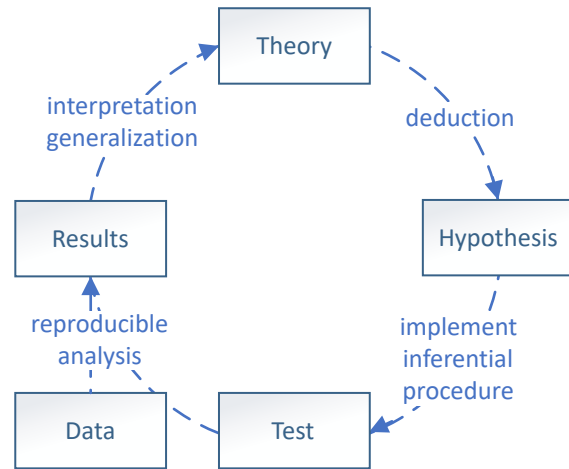 Theory
interpretation
generalization
deduction
Results
Hypothesis
reproducible
analysis
implement
inferential
procedure
Data
Test